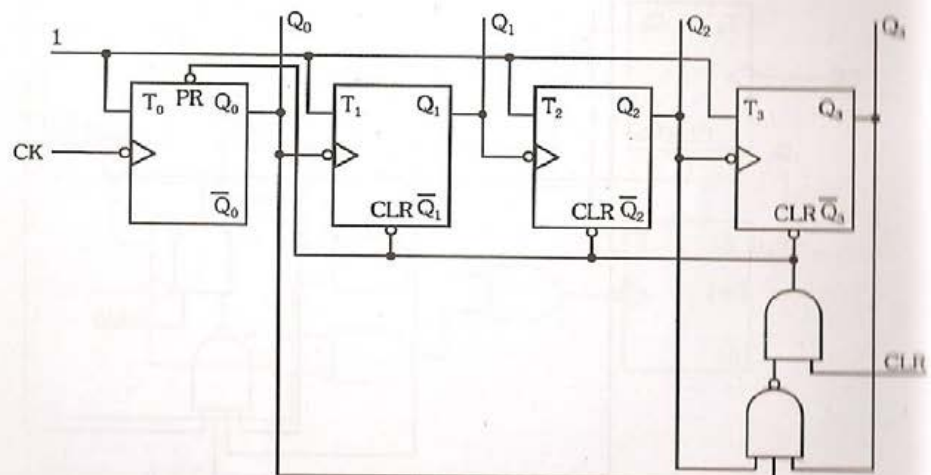 Q₀ Q₁ Q₂ Q₃
1
T₀ PR Q₀ T₁ Q₁ T₂ Q₂ T₃ Q₃
CK
Q̅₀ CLR Q̅₁ CLR Q̅₂ CLR Q̅₃
CLR